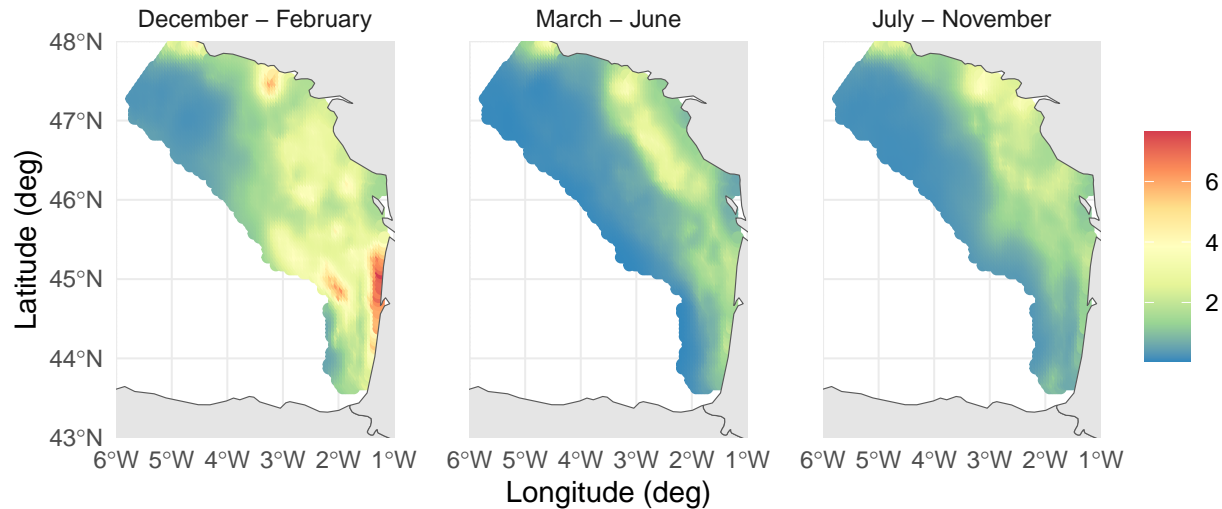 December – February
March – June
July – November
48°N
47°N
46°N
45°N
44°N
43°N
Latitude (deg)
6°W 5°W 4°W 3°W 2°W 1°W
6°W 5°W 4°W 3°W 2°W 1°W
6°W 5°W 4°W 3°W 2°W 1°W
Longitude (deg)
6
4
2